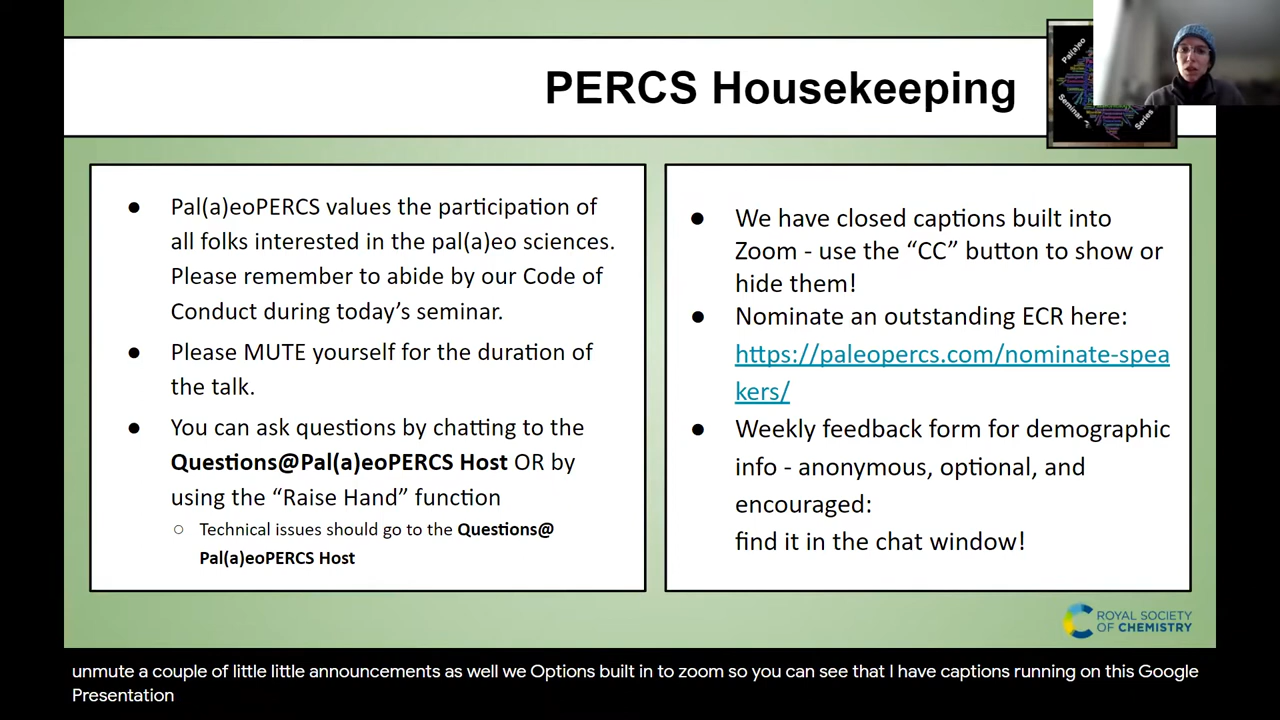 PERCS Housekeeping
Pal(a)eo
Seminar
Series
● Pal(a)eoPERCS values the participation of
all folks interested in the pal(a)eo sciences.
Please remember to abide by our Code of
Conduct during today’s seminar.
● Please MUTE yourself for the duration of
the talk.
● You can ask questions by chatting to the
Questions@Pal(a)eoPERCS Host OR by
using the “Raise Hand” function
○ Technical issues should go to the Questions@
Pal(a)eoPERCS Host
● We have closed captions built into
Zoom - use the “CC” button to show or
hide them!
● Nominate an outstanding ECR here:
https://paleopercs.com/nominate-spea
kers/
● Weekly feedback form for demographic
info - anonymous, optional, and
encouraged:
find it in the chat window!
ROYAL SOCIETY
OF CHEMISTRY
unmute a couple of little little announcements as well we Options built in to zoom so you can see that I have captions running on this Google
Presentation